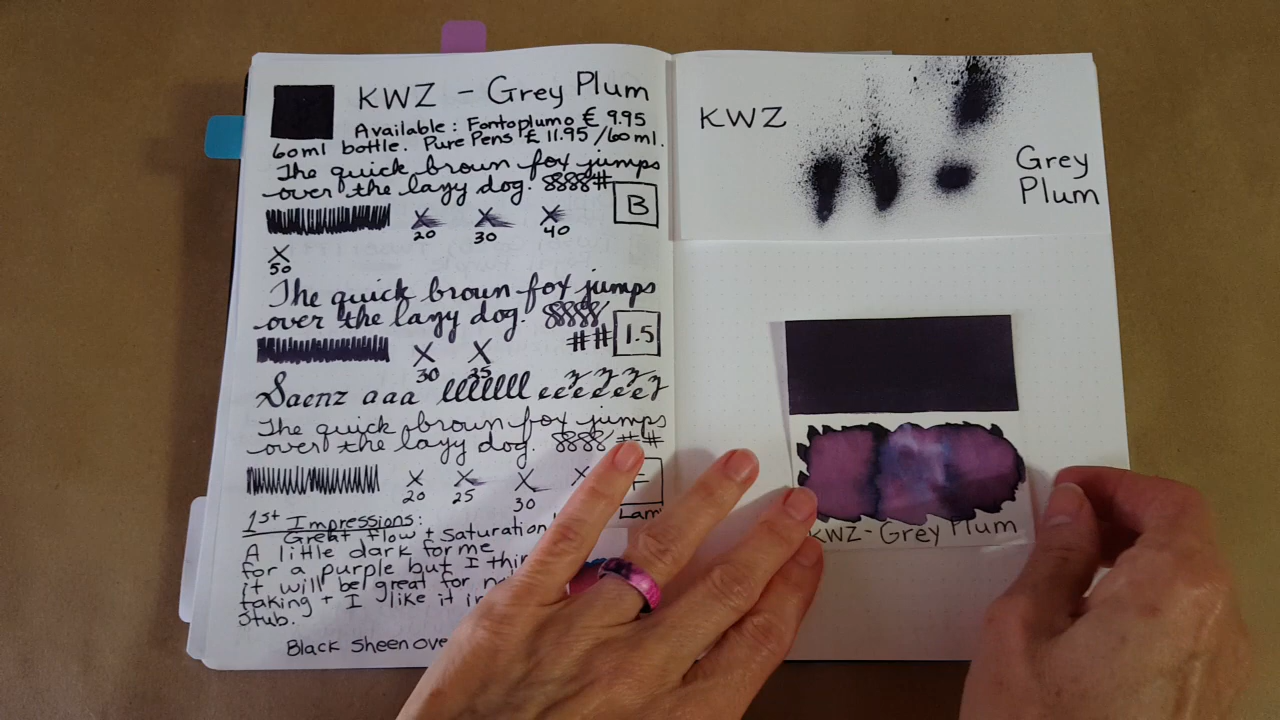 KWZ - Grey Plum
Available: Fontoplumo € 9.95
60ml bottle. Pure Pens £ 11.95/60ml.
The quick brown fox jumps
over the lazy dog. 8888#
B
20 30 40
50
The quick brown fox jumps
over the lazy dog. 8888
##
1.5
30 35
Saenz aaa llllllll
The quick brown fox jumps
over the lazy dog. 888 ##
F
20 25 30
Lam
1st Impressions:
Great flow + Saturation
A little dark for me
for a purple but I
it will be great for
taking + I like it
Stub.
Black Sheen
KWZ
Grey
Plum
KWZ-Grey Plum